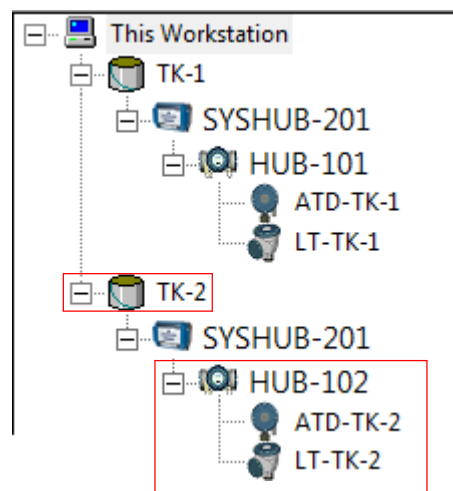 This Workstation
TK-1
SYSHUB-201
HUB-101
ATD-TK-1
LT-TK-1
TK-2
SYSHUB-201
HUB-102
ATD-TK-2
LT-TK-2